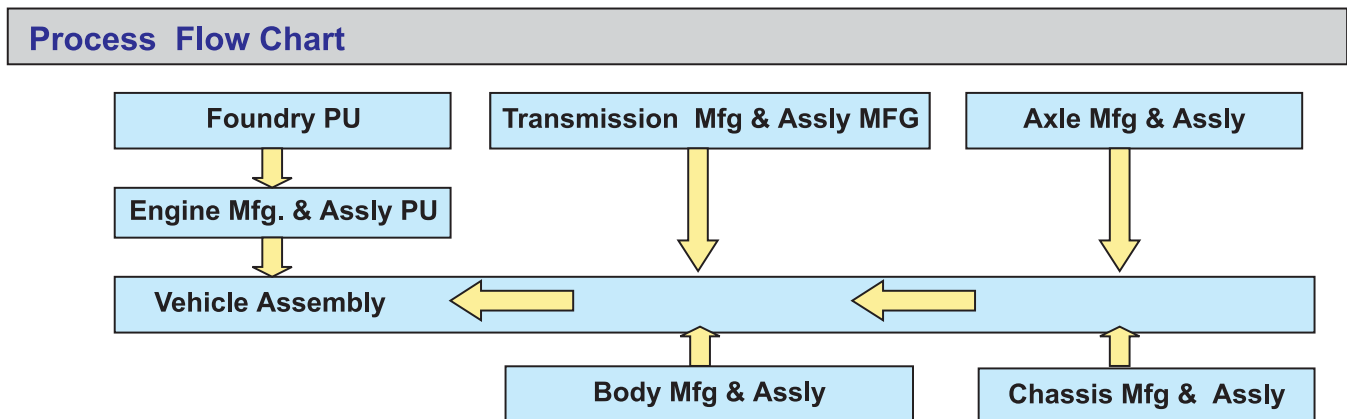 Process Flow Chart
Foundry PU
Transmission Mfg & Assly MFG
Axle Mfg & Assly
Engine Mfg. & Assly PU
Vehicle Assembly
Body Mfg & Assly
Chassis Mfg & Assly